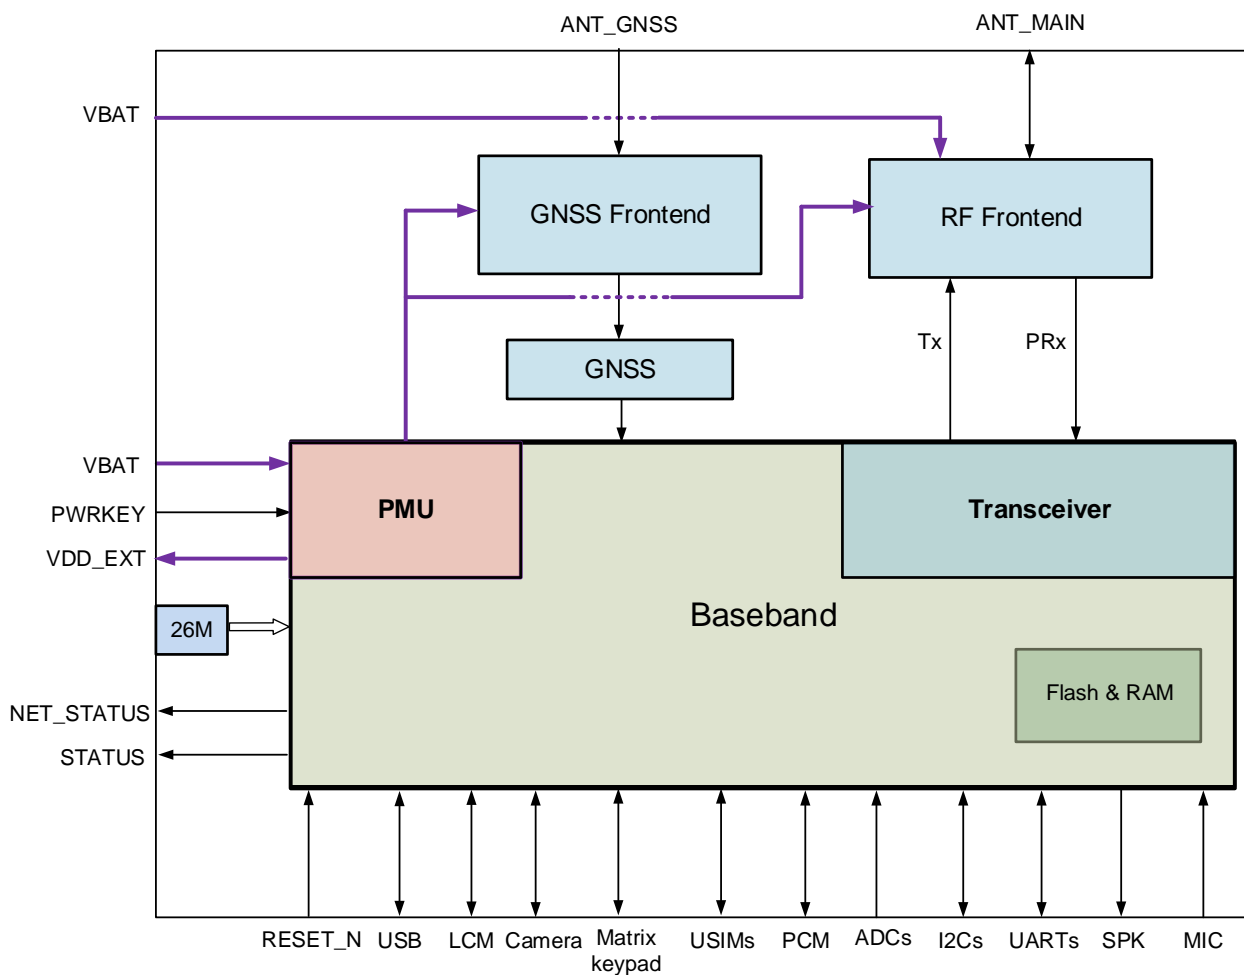 ANT_GNSS
ANT_MAIN
VBAT
GNSS Frontend
RF Frontend
Tx
PRx
GNSS
VBAT
PWRKEY
VDD_EXT
PMU
Transceiver
26M
Baseband
Flash & RAM
NET_STATUS
STATUS
RESET_N
USB
LCM
Camera
Matrix
keypad
USIMs
PCM
ADCs
I2Cs
UARTs
SPK
MIC